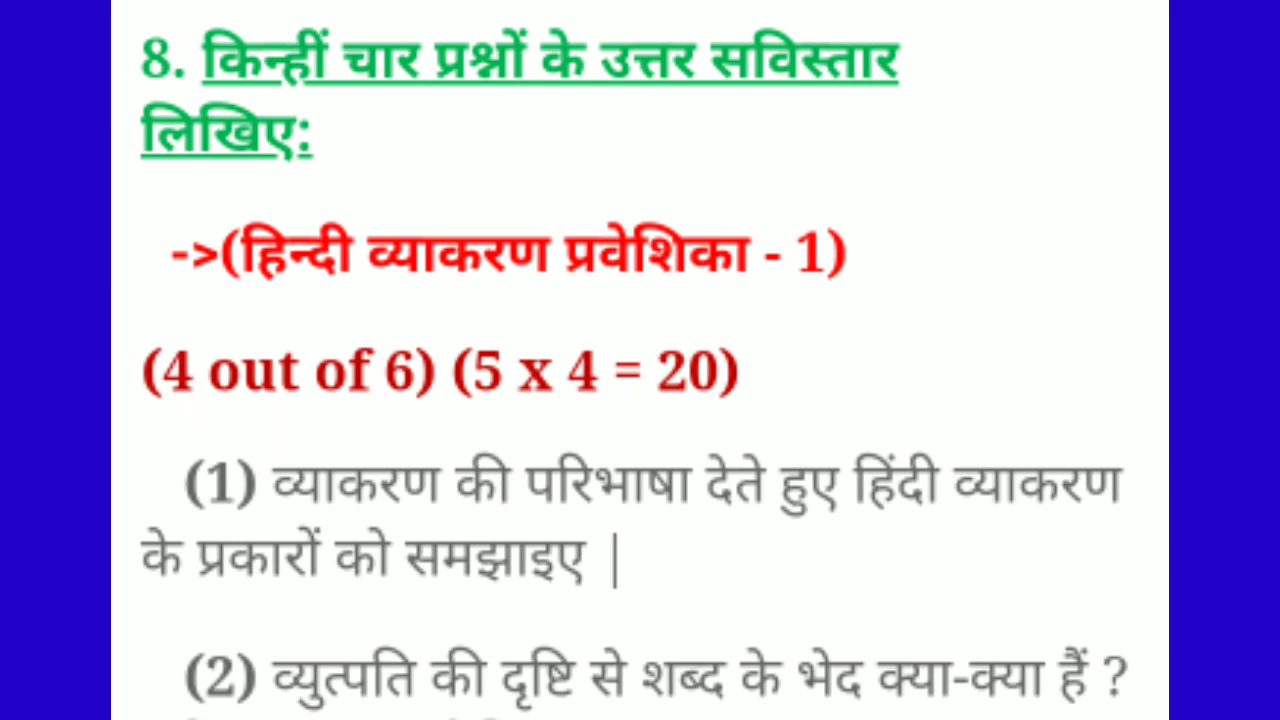 8. किन्हीं चार प्रश्नों के उत्तर सविस्तार
लिखिए:
->(हिन्दी व्याकरण प्रवेशिका - 1)
(4 out of 6) (5 x 4 = 20)
(1) व्याकरण की परिभाषा देते हुए हिंदी व्याकरण
के प्रकारों को समझाइए |
(2) व्युत्पति की दृष्टि से शब्द के भेद क्या-क्या हैं ?